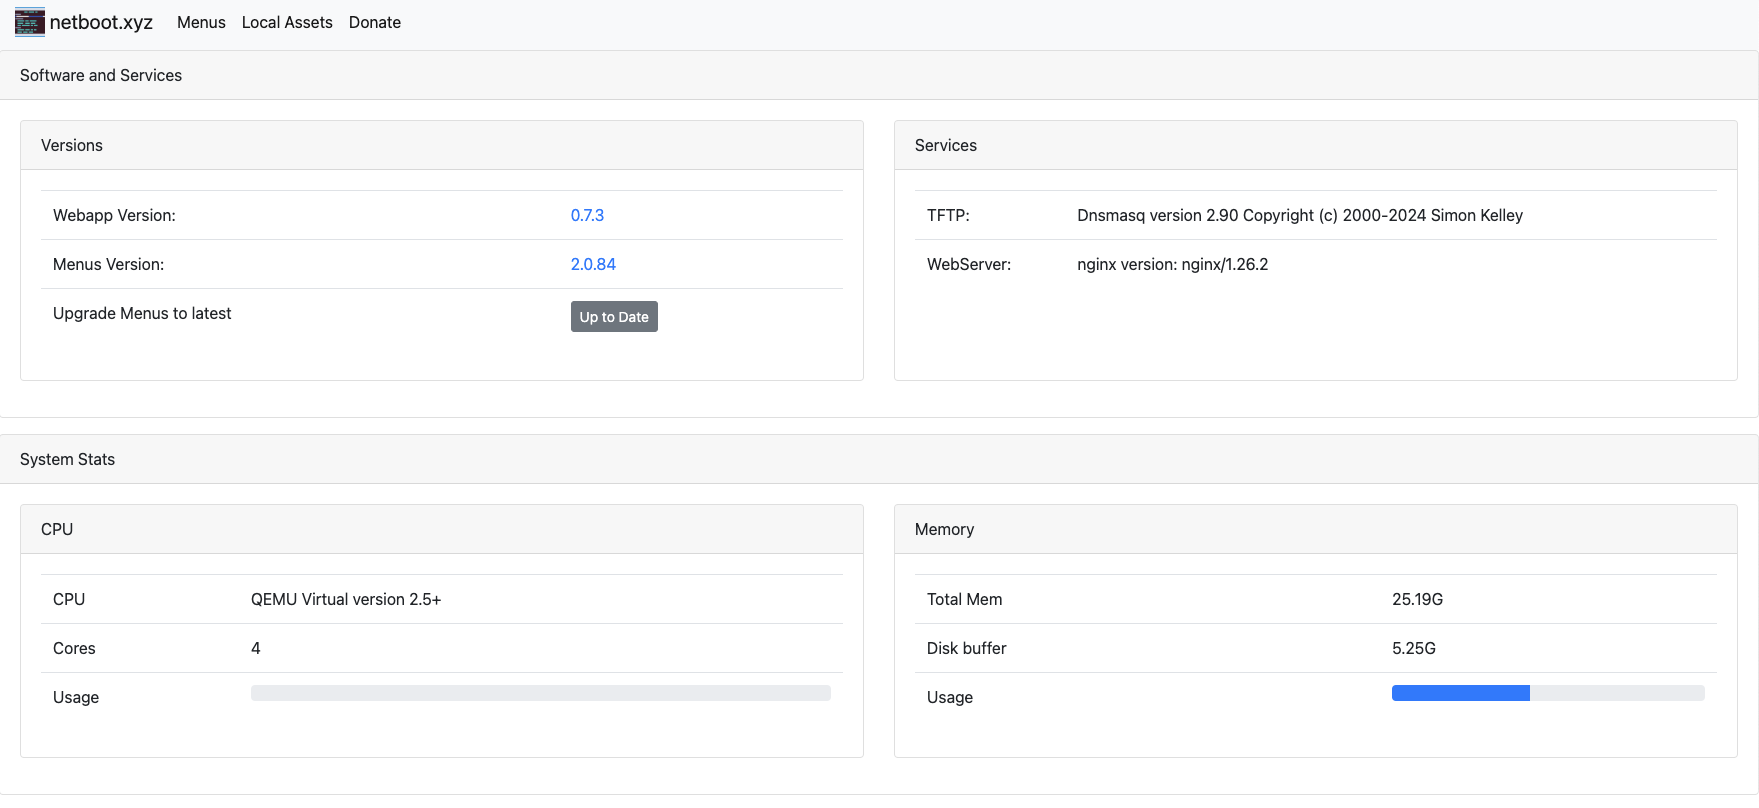 netboot.xyz Menus Local Assets Donate
Software and Services
Versions
Webapp Version: 0.7.3
Menus Version: 2.0.84
Upgrade Menus to latest Up to Date
Services
TFTP: Dnsmasq version 2.90 Copyright (c) 2000-2024 Simon Kelley
WebServer: nginx version: nginx/1.26.2
System Stats
CPU
CPU QEMU Virtual version 2.5+
Cores 4
Usage
Memory
Total Mem 25.19G
Disk buffer 5.25G
Usage